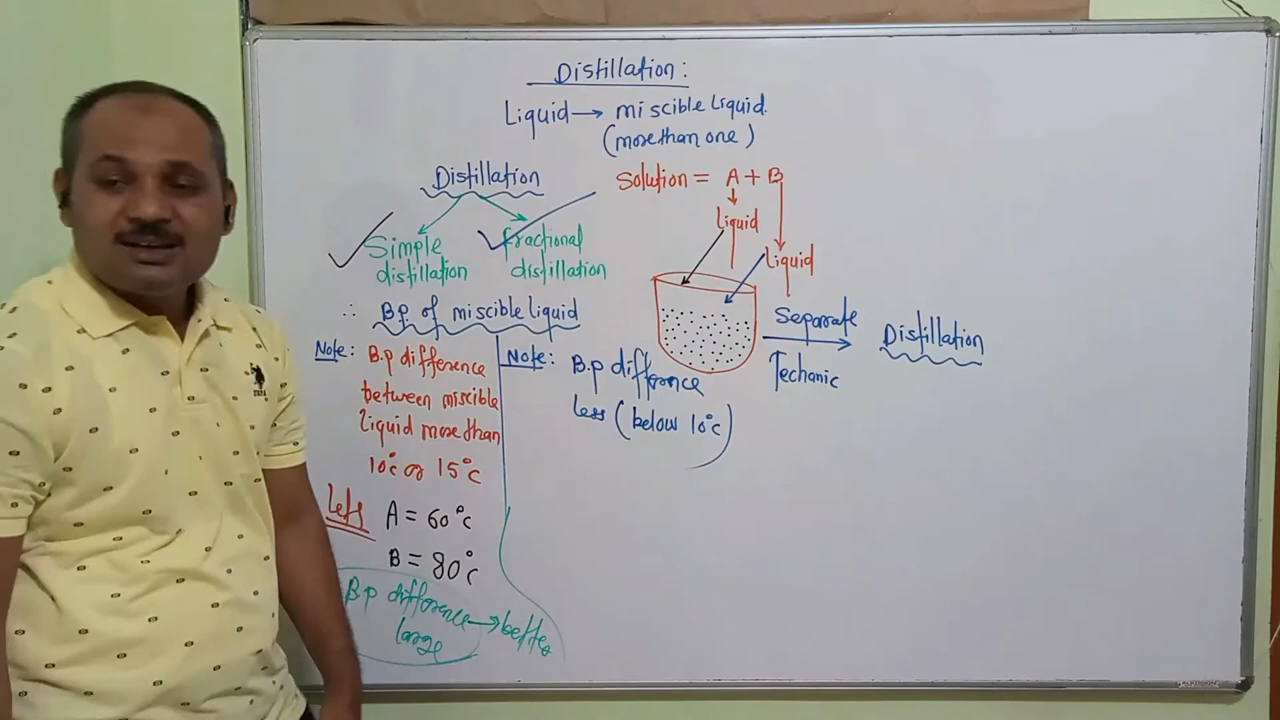 Distillation:
Liquid → miscible liquid.
(more than one)
Distillation
Simple
distillation
fractional
distillation
Solution = A + B
Liquid
Liquid
∴ B.p. of miscible liquid
Note: B.p difference
between miscible
liquid more than
10°c or 15°c
Lets
A = 60°c
B = 80°c
B.p difference → better
large
Note: B.p difference
less (below 10°c)
Separate
Techanic
Distillation